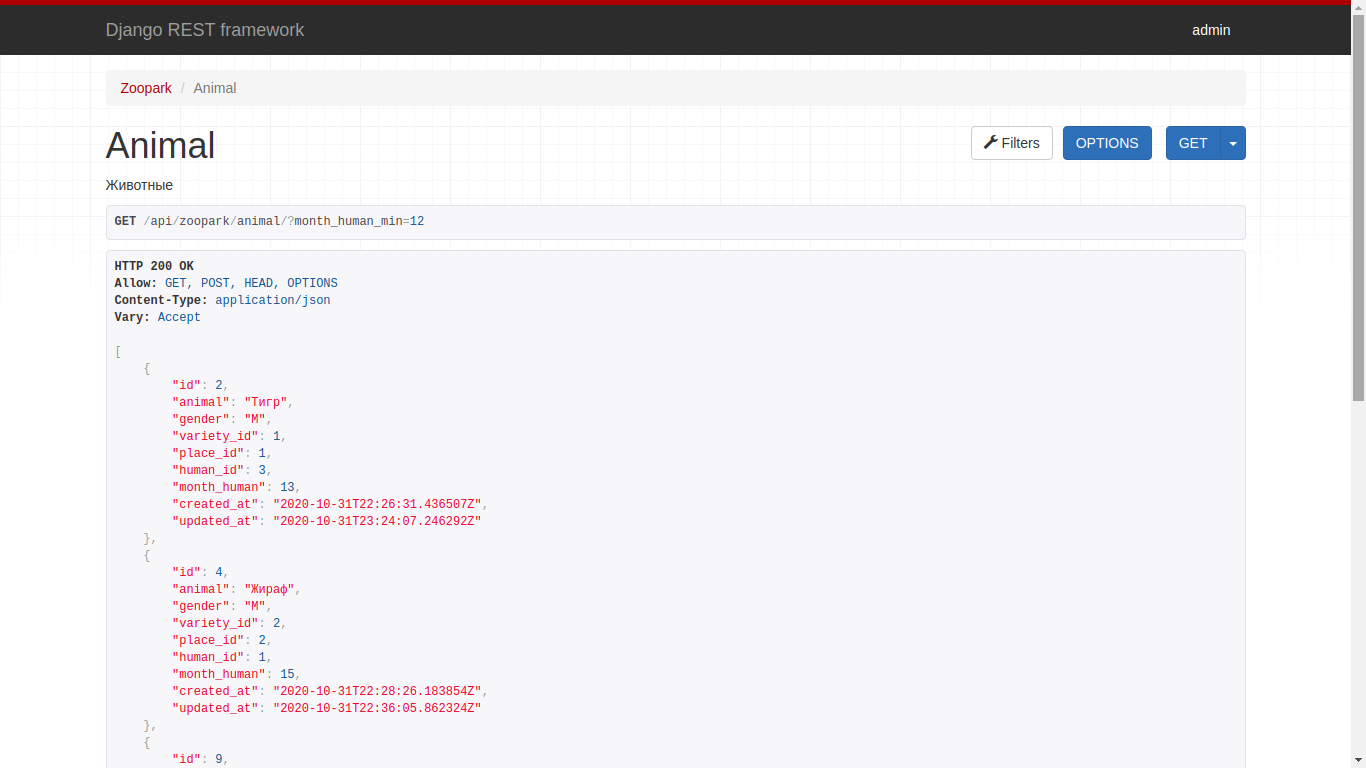 Django REST framework
admin
Zoopark / Animal
Animal
Filters
OPTIONS
GET
Животные
GET /api/zoopark/animal/?month_human_min=12
HTTP 200 OK
Allow: GET, POST, HEAD, OPTIONS
Content-Type: application/json
Vary: Accept
[
{
"id": 2,
"animal": "Тигр",
"gender": "M",
"variety_id": 1,
"place_id": 1,
"human_id": 3,
"month_human": 13,
"created_at": "2020-10-31T22:26:31.436507Z",
"updated_at": "2020-10-31T23:24:07.246292Z"
},
{
"id": 4,
"animal": "Жираф",
"gender": "M",
"variety_id": 2,
"place_id": 2,
"human_id": 1,
"month_human": 15,
"created_at": "2020-10-31T22:28:26.183854Z",
"updated_at": "2020-10-31T22:36:05.862324Z"
},
{
"id": 9,